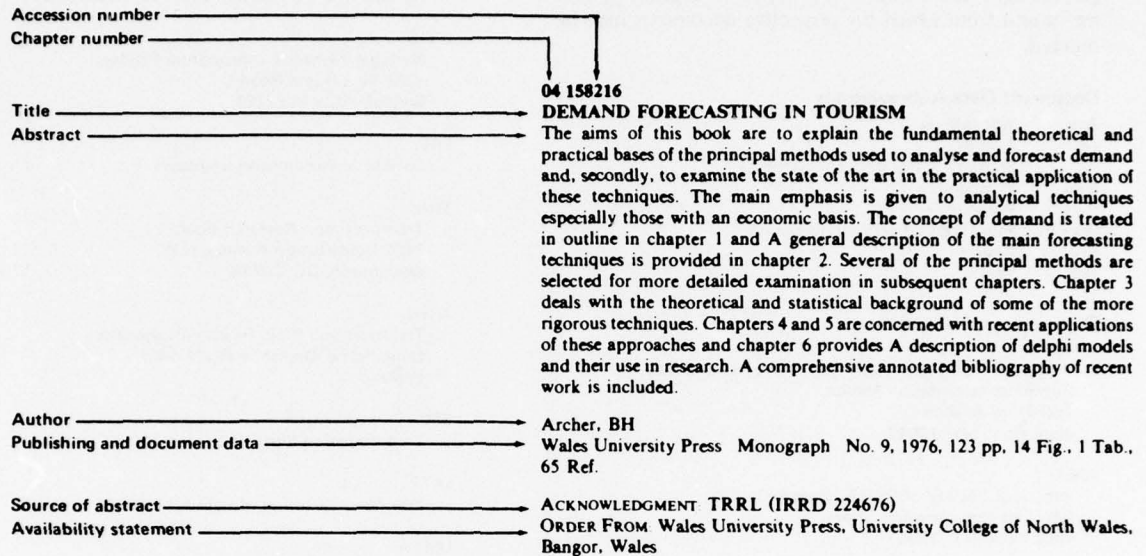 Accession number
Chapter number
04 158216
Title DEMAND FORECASTING IN TOURISM
Abstract The aims of this book are to explain the fundamental theoretical and
practical bases of the principal methods used to analyse and forecast demand
and, secondly, to examine the state of the art in the practical application of
these techniques. The main emphasis is given to analytical techniques
especially those with an economic basis. The concept of demand is treated
in outline in chapter 1 and A general description of the main forecasting
techniques is provided in chapter 2. Several of the principal methods are
selected for more detailed examination in subsequent chapters. Chapter 3
deals with the theoretical and statistical background of some of the more
rigorous techniques. Chapters 4 and 5 are concerned with recent applications
of these approaches and chapter 6 provides A description of delphi models
and their use in research. A comprehensive annotated bibliography of recent
work is included.
Author Archer, BH
Publishing and document data Wales University Press Monograph No. 9, 1976, 123 pp, 14 Fig., 1 Tab.,
65 Ref.
Source of abstract ACKNOWLEDGMENT: TRRL (IRRD 224676)
Availability statement ORDER FROM: Wales University Press, University College of North Wales,
Bangor, Wales